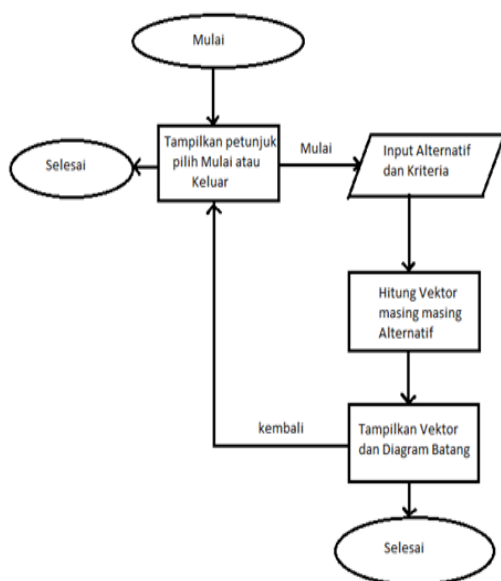 Mulai
Tampilkan petunjuk
pilih Mulai atau
Keluar
Selesai
Mulai
Input Alternatif
dan Kriteria
Hitung Vektor
masing masing
Alternatif
Tampilkan Vektor
dan Diagram Batang
kembali
Selesai